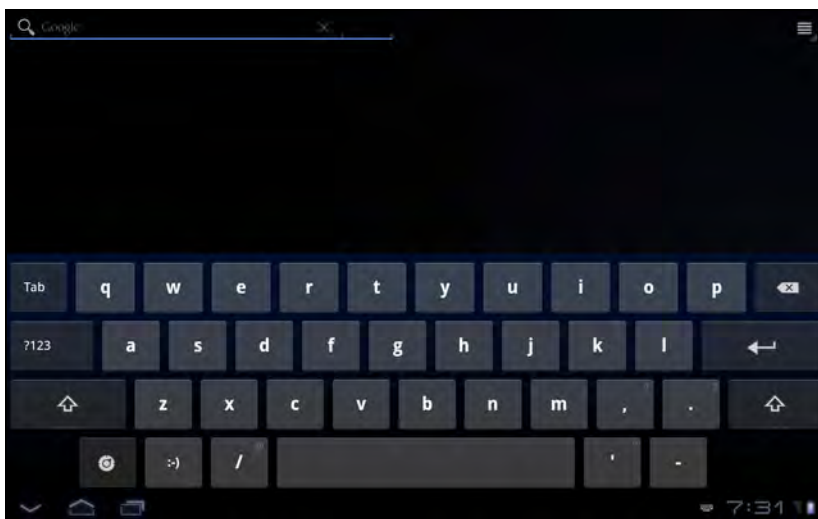 Google
Tab q w e r t y u i o p
?123 a s d f g h j k l
z x c v b n m , .
:-) / ' -
7:31